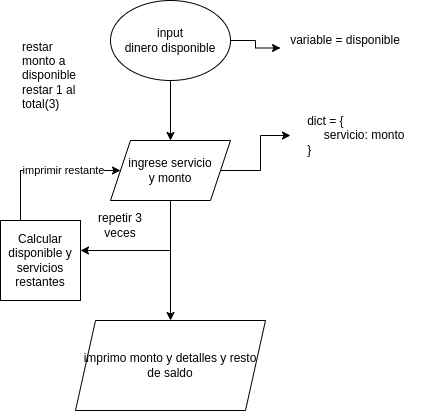 input
dinero disponible
variable = disponible
restar
monto a
disponible
restar 1 al
total(3)
dict = {
servicio: monto
}
ingrese servicio
y monto
imprimir restante
repetir 3
veces
Calcular
disponible y
servicios
restantes
imprimo monto y detalles y resto
de saldo